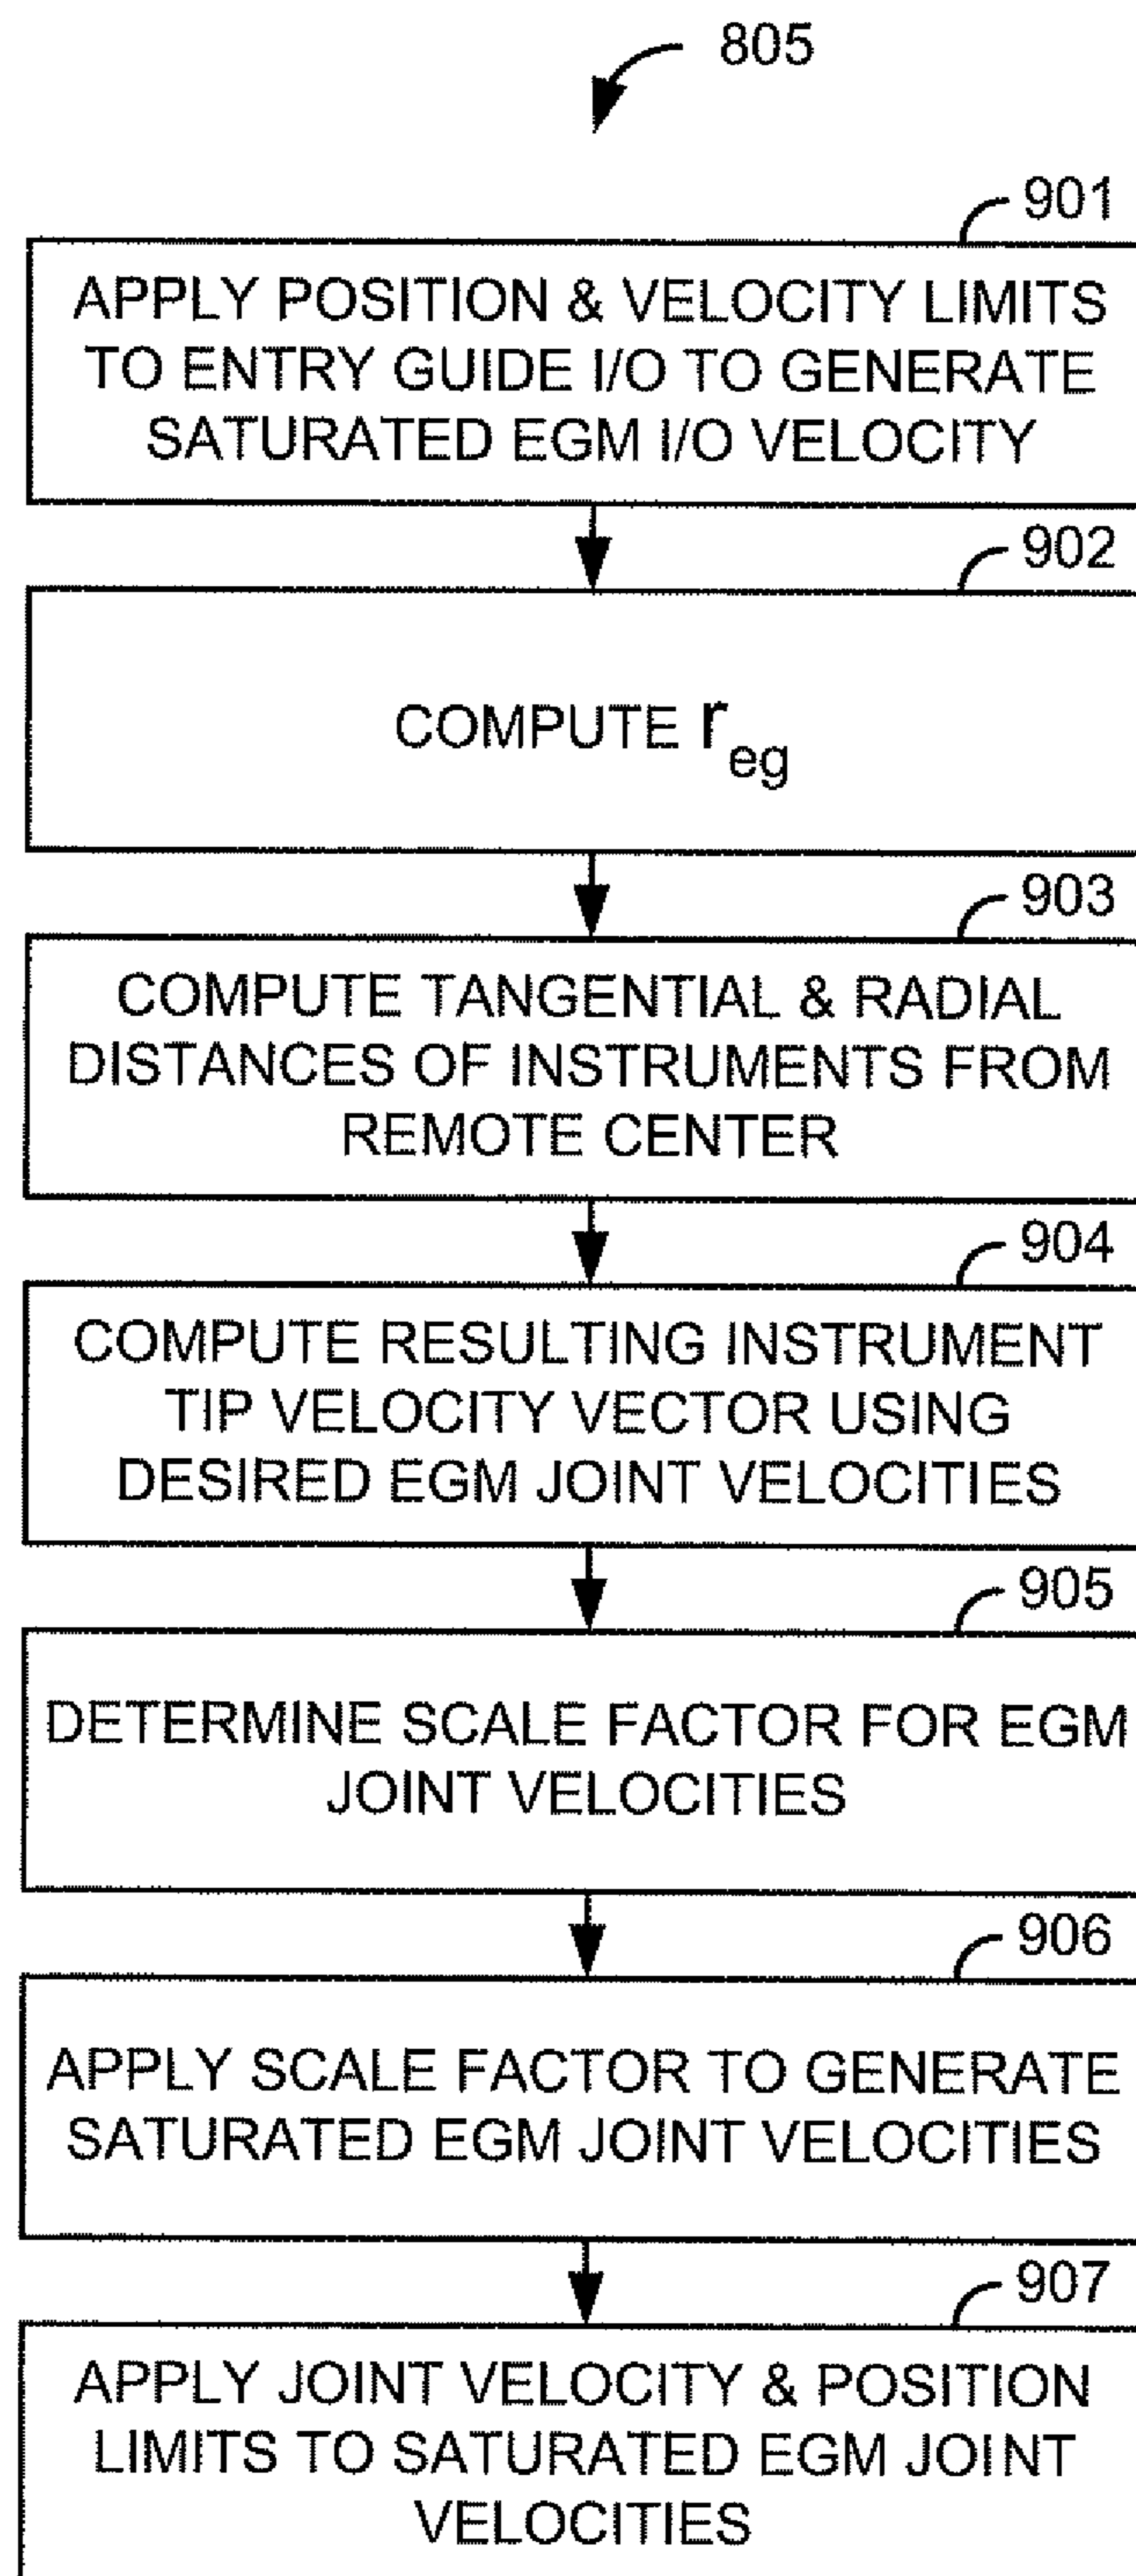 805
901
APPLY POSITION & VELOCITY LIMITS
TO ENTRY GUIDE I/O TO GENERATE
SATURATED EGM I/O VELOCITY
902
COMPUTE r_eg
903
COMPUTE TANGENTIAL & RADIAL
DISTANCES OF INSTRUMENTS FROM
REMOTE CENTER
904
COMPUTE RESULTING INSTRUMENT
TIP VELOCITY VECTOR USING
DESIRED EGM JOINT VELOCITIES
905
DETERMINE SCALE FACTOR FOR EGM
JOINT VELOCITIES
906
APPLY SCALE FACTOR TO GENERATE
SATURATED EGM JOINT VELOCITIES
907
APPLY JOINT VELOCITY & POSITION
LIMITS TO SATURATED EGM JOINT
VELOCITIES